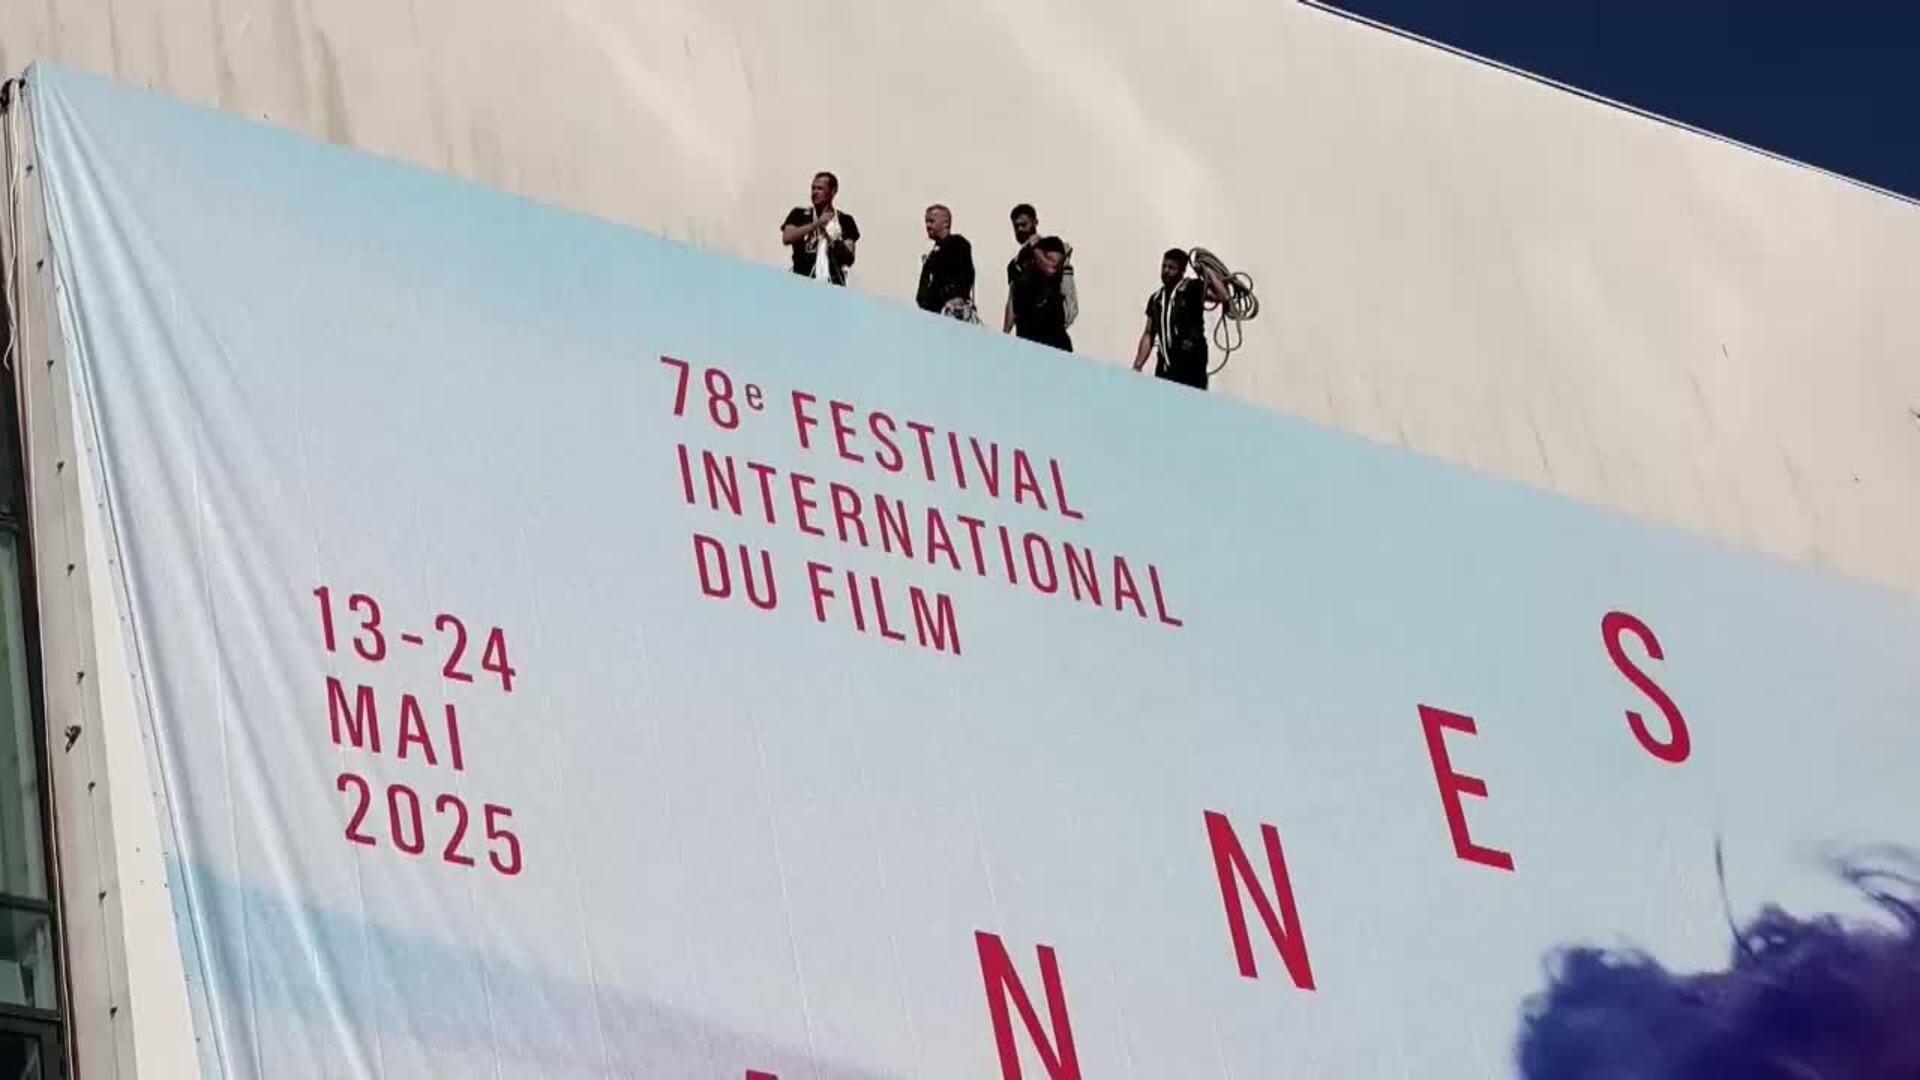 78e FESTIVAL
INTERNATIONAL
DU FILM
13-24
MAI
2025
NNES